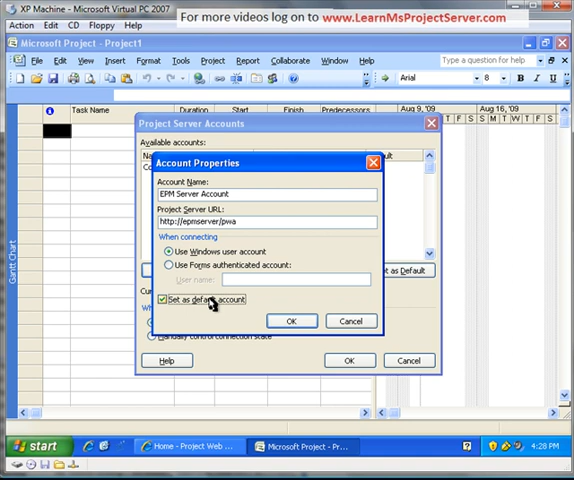 XP Machine - Microsoft Virtual PC 2007
For more videos log on to www.LearnMsProjectServer.com
Action Edit CD Floppy Help
Microsoft Project - Project1
File Edit View Insert Format Tools Project Report Collaborate Window Help
Type a question for help
Arial 8 B I U
Task Name Duration Start Finish Predecessors
Aug 9, '09 Aug 16, '09
T F S S M T W T F S
Gantt Chart
Project Server Accounts
Available accounts:
Account Properties
Account Name:
EPM Server Account
Project Server URL:
http://epmserver/pwa
When connecting
Use Windows user account
Use Forms authenticated account:
User name:
Set as default account
OK Cancel
Manually control connection state
Help OK Cancel
start
Home - Project Web ...
Microsoft Project - Pr...
4:28 PM